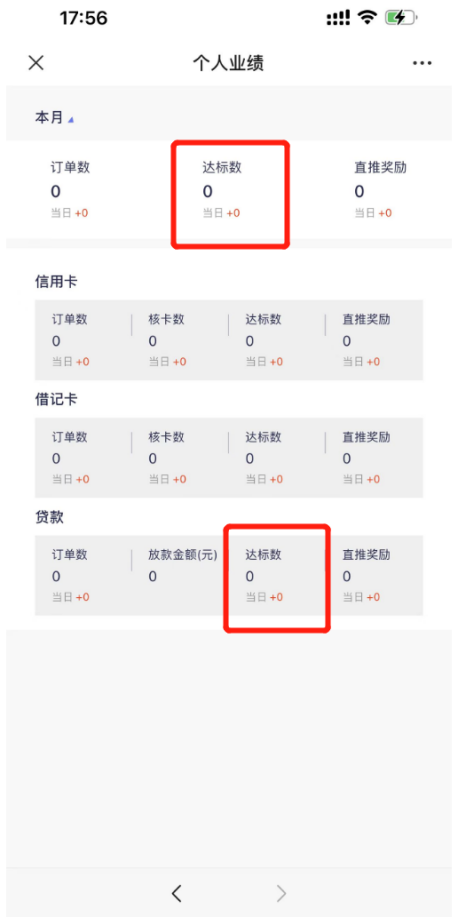 17:56
个人业绩
本月
订单数 达标数 直推奖励
0 0 0
当日 +0 当日 +0 当日 +0
信用卡
订单数 核卡数 达标数 直推奖励
0 0 0 0
当日 +0 当日 +0 当日 +0 当日 +0
借记卡
订单数 核卡数 达标数 直推奖励
0 0 0 0
当日 +0 当日 +0 当日 +0 当日 +0
贷款
订单数 放款金额(元) 达标数 直推奖励
0 0 0 0
当日 +0 当日 +0 当日 +0